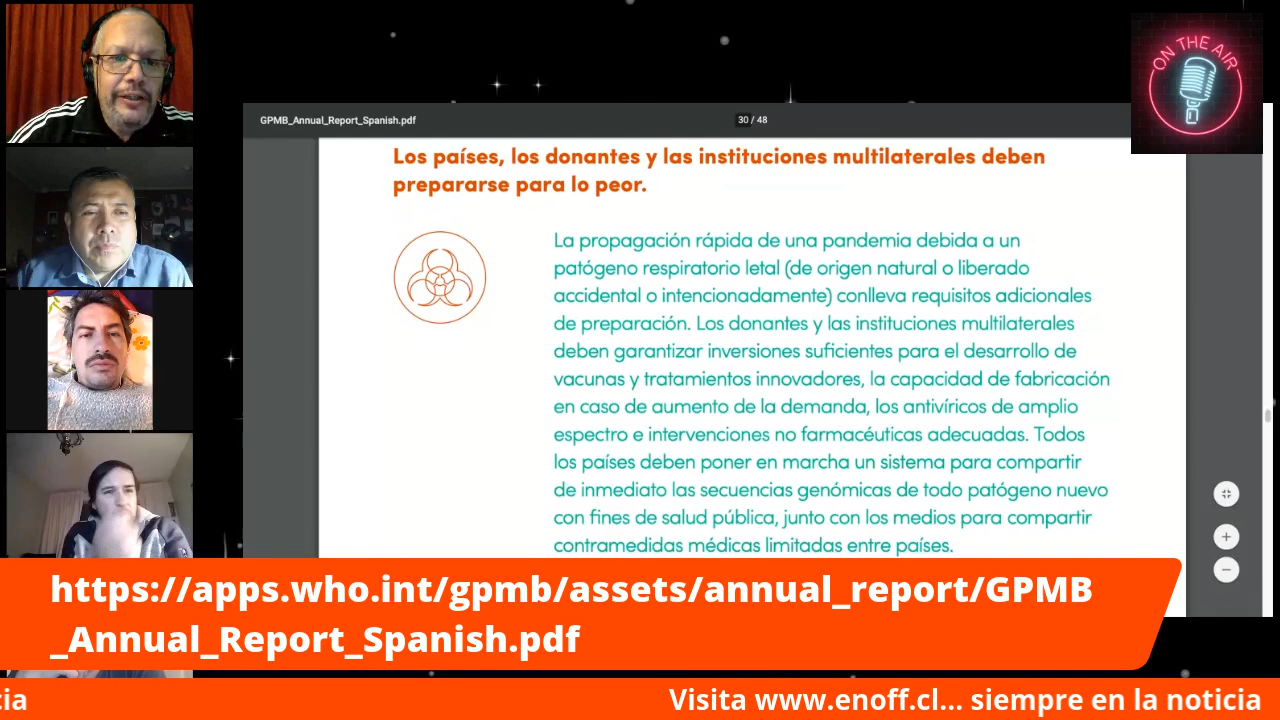 ON THE AIR
GPMB_Annual_Report_Spanish.pdf
30 / 48
Los países, los donantes y las instituciones multilaterales deben
prepararse para lo peor.
La propagación rápida de una pandemia debida a un
patógeno respiratorio letal (de origen natural o liberado
accidental o intencionadamente) conlleva requisitos adicionales
de preparación. Los donantes y las instituciones multilaterales
deben garantizar inversiones suficientes para el desarrollo de
vacunas y tratamientos innovadores, la capacidad de fabricación
en caso de aumento de la demanda, los antivíricos de amplio
espectro e intervenciones no farmacéuticas adecuadas. Todos
los países deben poner en marcha un sistema para compartir
de inmediato las secuencias genómicas de todo patógeno nuevo
con fines de salud pública, junto con los medios para compartir
contramedidas médicas limitadas entre países.
https://apps.who.int/gpmb/assets/annual_report/GPMB
_Annual_Report_Spanish.pdf
cia
Visita www.enoff.cl... siempre en la noticia